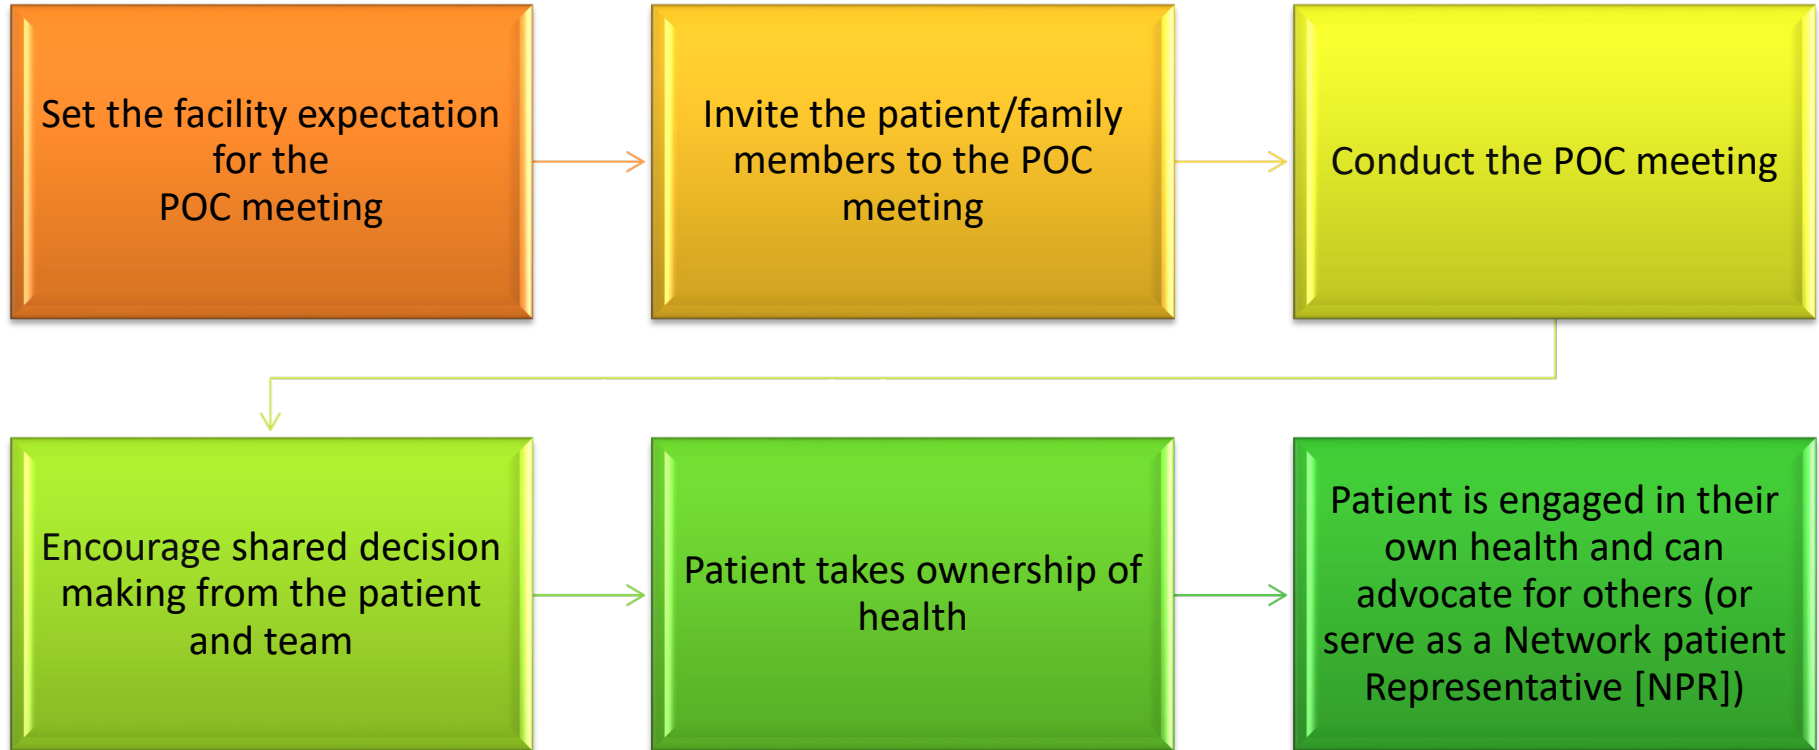 Set the facility expectation
for the
POC meeting
Invite the patient/family
members to the POC
meeting
Conduct the POC meeting
Encourage shared decision
making from the patient
and team
Patient takes ownership of
health
Patient is engaged in their
own health and can
advocate for others (or
serve as a Network patient
Representative [NPR])